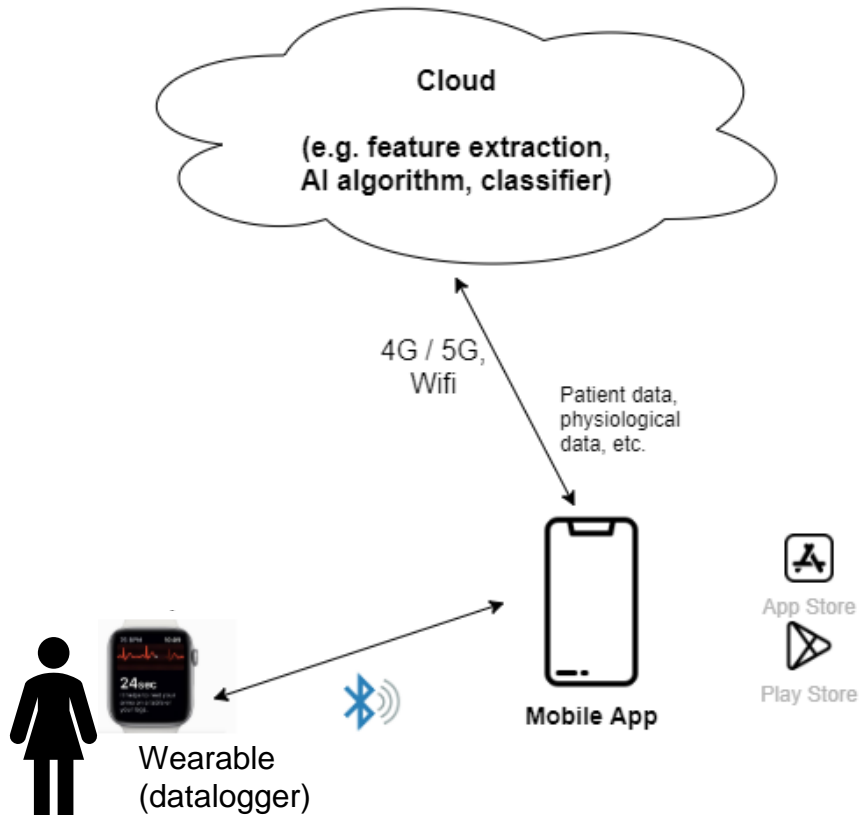 Cloud
(e.g. feature extraction,
AI algorithm, classifier)
4G / 5G,
Wifi
Patient data,
physiological
data, etc.
App Store
Play Store
Mobile App
24sec
Wearable
(datalogger)